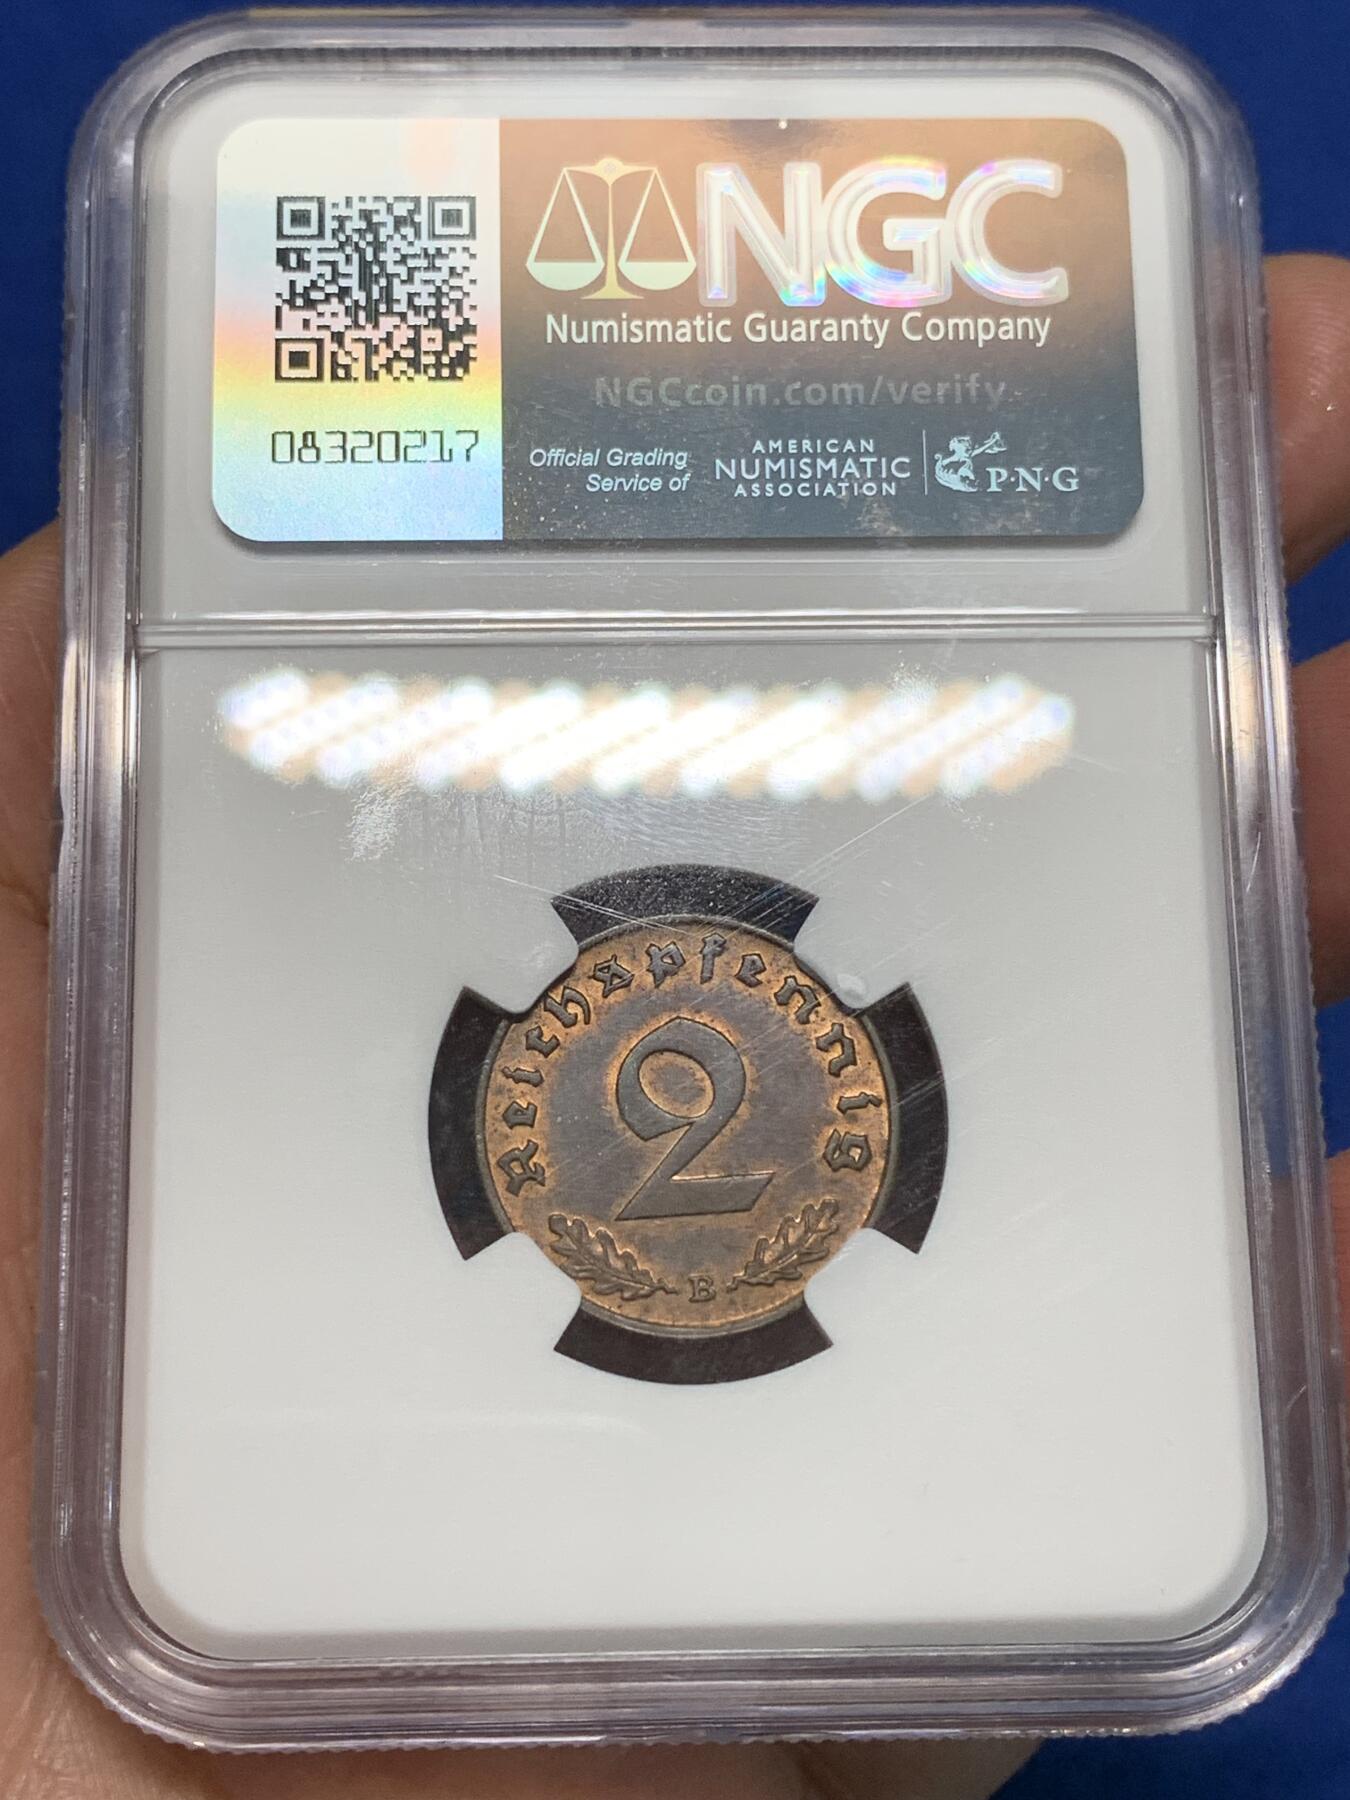 NGC
Numismatic Guaranty Company
NGCcoin.com/verify
08320217
Official Grading
Service of
AMERICAN
NUMISMATIC
ASSOCIATION
P·N·G
Reichspfennig
2
B